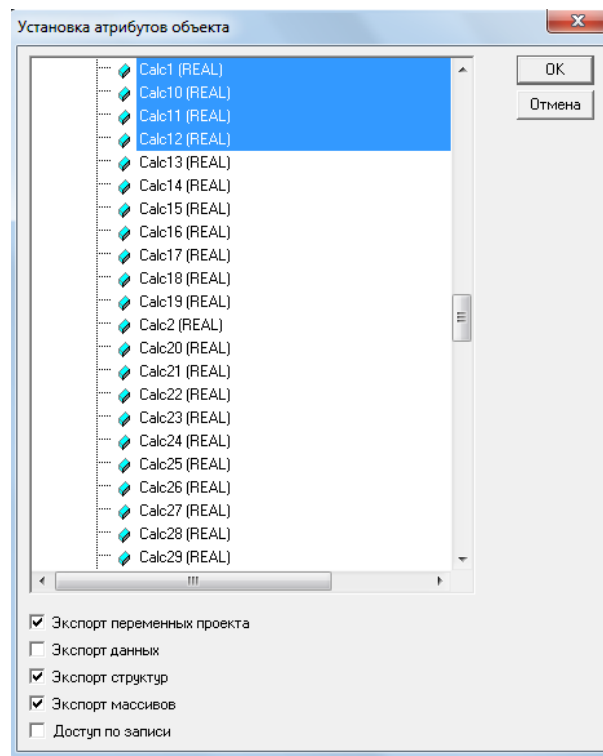 Установка атрибутов объекта
Calc1 (REAL)
Calc10 (REAL)
Calc11 (REAL)
Calc12 (REAL)
Calc13 (REAL)
Calc14 (REAL)
Calc15 (REAL)
Calc16 (REAL)
Calc17 (REAL)
Calc18 (REAL)
Calc19 (REAL)
Calc2 (REAL)
Calc20 (REAL)
Calc21 (REAL)
Calc22 (REAL)
Calc23 (REAL)
Calc24 (REAL)
Calc25 (REAL)
Calc26 (REAL)
Calc27 (REAL)
Calc28 (REAL)
Calc29 (REAL)
OK
Отмена
Экспорт переменных проекта
Экспорт данных
Экспорт структур
Экспорт массивов
Доступ по записи